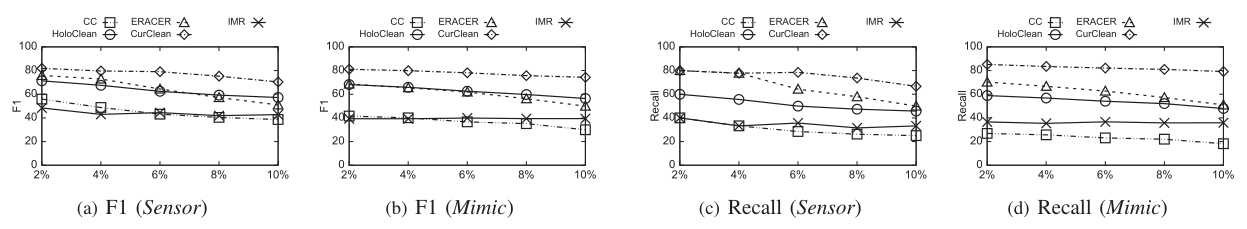 CC ERACER IMR
HoloClean CurClean
100
80
60
40
20
0
F1
2% 4% 6% 8% 10%
(a) F1 (Sensor)
CC ERACER IMR
HoloClean CurClean
100
80
60
40
20
0
F1
2% 4% 6% 8% 10%
(b) F1 (Mimic)
CC ERACER IMR
HoloClean CurClean
100
80
60
40
20
0
Recall
2% 4% 6% 8% 10%
(c) Recall (Sensor)
CC ERACER IMR
HoloClean CurClean
100
80
60
40
20
0
Recall
2% 4% 6% 8% 10%
(d) Recall (Mimic)